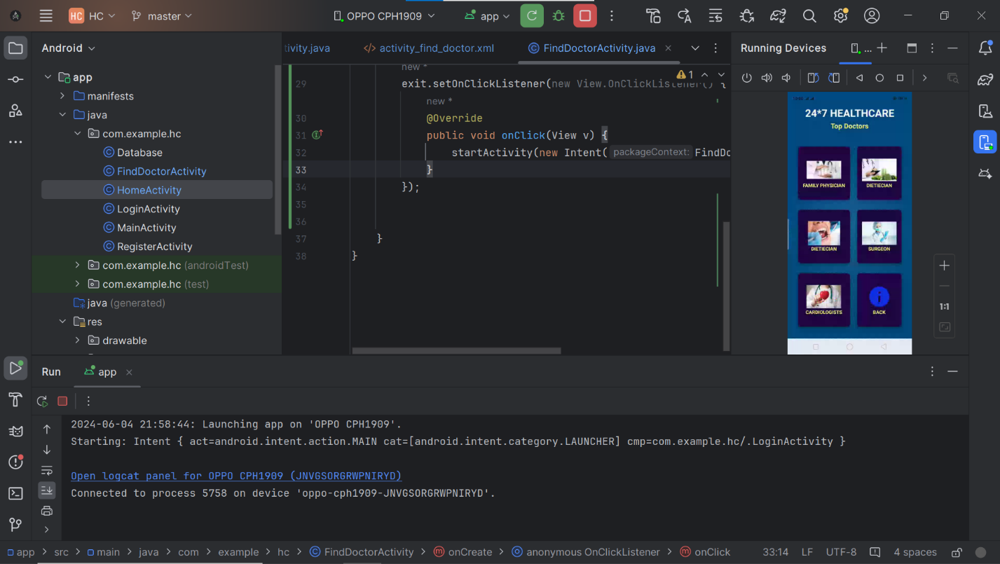 HC HC master OPPO CPH1909 app
Android
tivity.java </> activity_find_doctor.xml FindDoctorActivity.java
Running Devices ...
app
manifests
java
com.example.hc
Database
FindDoctorActivity
HomeActivity
LoginActivity
MainActivity
RegisterActivity
com.example.hc (androidTest)
com.example.hc (test)
java (generated)
res
drawable
new *
1
29 exit.setOnClickListener(new View.OnClickListener() {
new *
30 @Override
31 public void onClick(View v) {
32 startActivity(new Intent( packageContext: FindDo
33 }
34 });
35
36
37 }
38 }
24*7 HEALTHCARE
Top Doctors
FAMILY PHYSICIAN DIETIECIAN
DIETIECIAN SURGEON
CARDIOLOGISTS BACK
1:1
Run app
2024-06-04 21:58:44: Launching app on 'OPPO CPH1909'.
Starting: Intent { act=android.intent.action.MAIN cat=[android.intent.category.LAUNCHER] cmp=com.example.hc/.LoginActivity }
Open logcat panel for OPPO CPH1909 (JNVGSORGRWPNIRYD)
Connected to process 5758 on device 'oppo-cph1909-JNVGSORGRWPNIRYD'.
app > src > main > java > com > example > hc > FindDoctorActivity > onCreate > anonymous OnClickListener > onClick 33:14 LF UTF-8 4 spaces